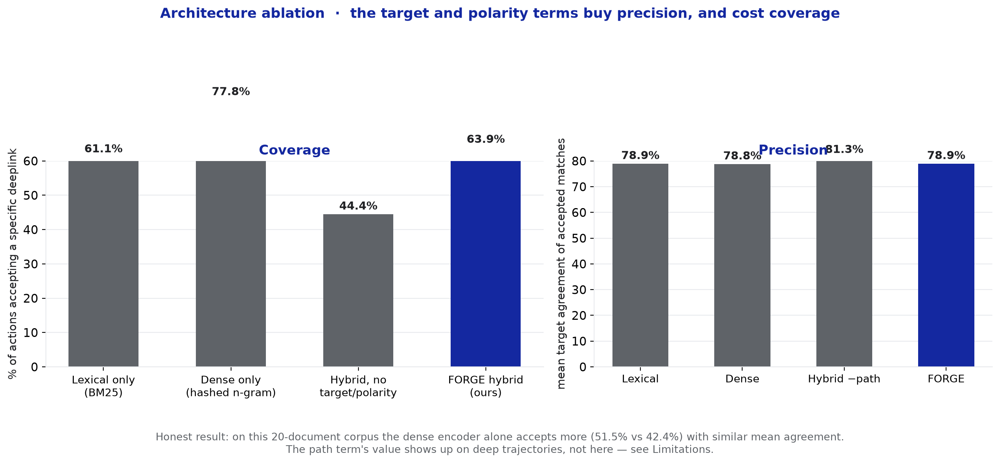 Architecture ablation · the target and polarity terms buy precision, and cost coverage
Coverage
% of actions accepting a specific deeplink
60
50
40
30
20
10
0
61.1%
77.8%
44.4%
63.9%
Lexical only
(BM25)
Dense only
(hashed n-gram)
Hybrid, no
target/polarity
FORGE hybrid
(ours)
Precision
mean target agreement of accepted matches
80
70
60
50
40
30
20
10
0
78.9%
78.8%
81.3%
78.9%
Lexical
Dense
Hybrid −path
FORGE
Honest result: on this 20-document corpus the dense encoder alone accepts more (51.5% vs 42.4%) with similar mean agreement.
The path term's value shows up on deep trajectories, not here — see Limitations.